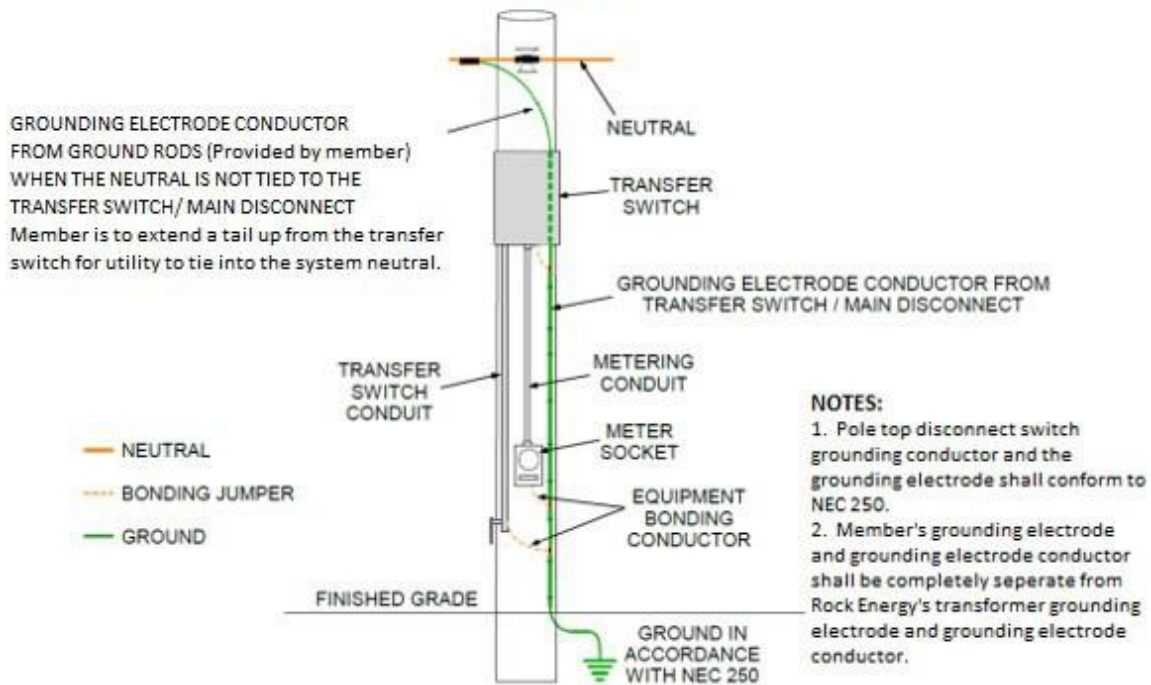 GROUNDING ELECTRODE CONDUCTOR
FROM GROUND RODS (Provided by member)
WHEN THE NEUTRAL IS NOT TIED TO THE
TRANSFER SWITCH/ MAIN DISCONNECT
Member is to extend a tail up from the transfer
switch for utility to tie into the system neutral.
NEUTRAL
TRANSFER
SWITCH
GROUNDING ELECTRODE CONDUCTOR FROM
TRANSFER SWITCH / MAIN DISCONNECT
TRANSFER
SWITCH
CONDUIT
METERING
CONDUIT
METER
SOCKET
EQUIPMENT
BONDING
CONDUCTOR
NEUTRAL
BONDING JUMPER
GROUND
FINISHED GRADE
GROUND IN
ACCORDANCE
WITH NEC 250
NOTES:
1. Pole top disconnect switch
grounding conductor and the
grounding electrode shall conform to
NEC 250.
2. Member's grounding electrode
and grounding electrode conductor
shall be completely seperate from
Rock Energy's transformer grounding
electrode and grounding electrode
conductor.